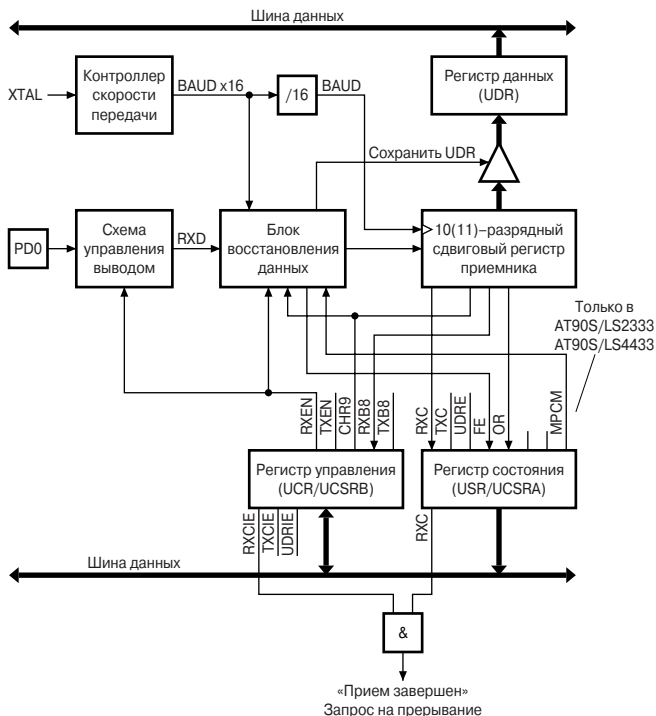 Шина данных
XTAL
Контроллер
скорости
передачи
BAUD x16
/16
BAUD
Регистр данных
(UDR)
Сохранить UDR
PD0
Схема
управления
выводом
RXD
Блок
восстановления
данных
10(11)–разрядный
сдвиговый регистр
приемника
Только в
AT90S/LS2333
AT90S/LS4433
RXEN
TXEN
CHR9
RXB8
TXB8
RXC
TXC
UDRE
FE
OR
MPCM
Регистр управления
(UCR/UCSRB)
Регистр состояния
(USR/UCSRA)
RXCIE
TXCIE
UDRIE
RXC
Шина данных
&
«Прием завершен»
Запрос на прерывание